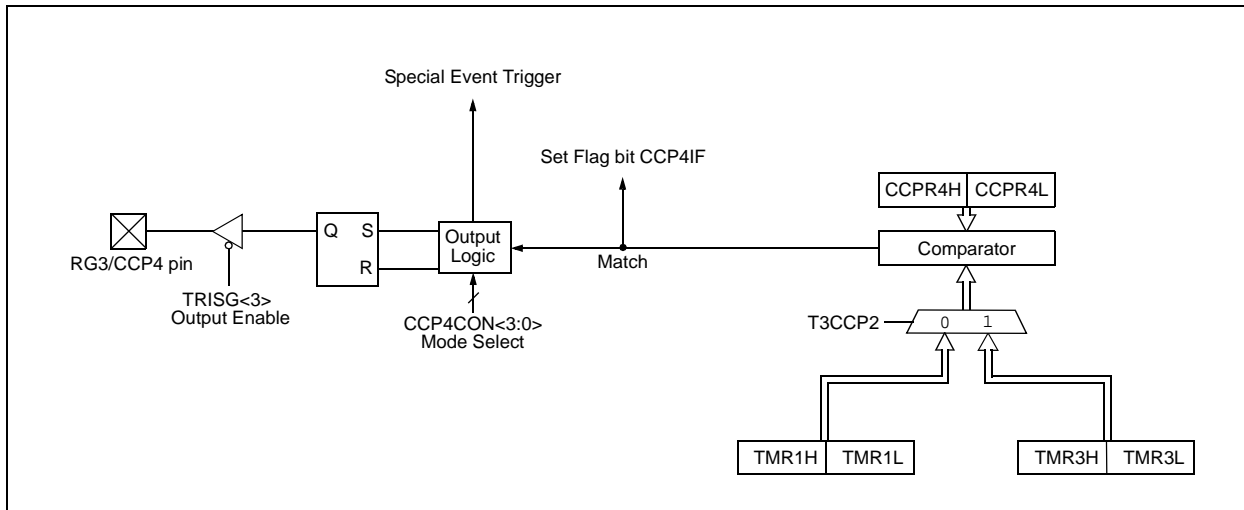 Special Event Trigger
Set Flag bit CCP4IF
CCPR4H CCPR4L
Q S
R
Output
Logic
Comparator
Match
RG3/CCP4 pin
TRISG<3>
Output Enable
CCP4CON<3:0>
Mode Select
T3CCP2
0 1
TMR1H TMR1L
TMR3H TMR3L